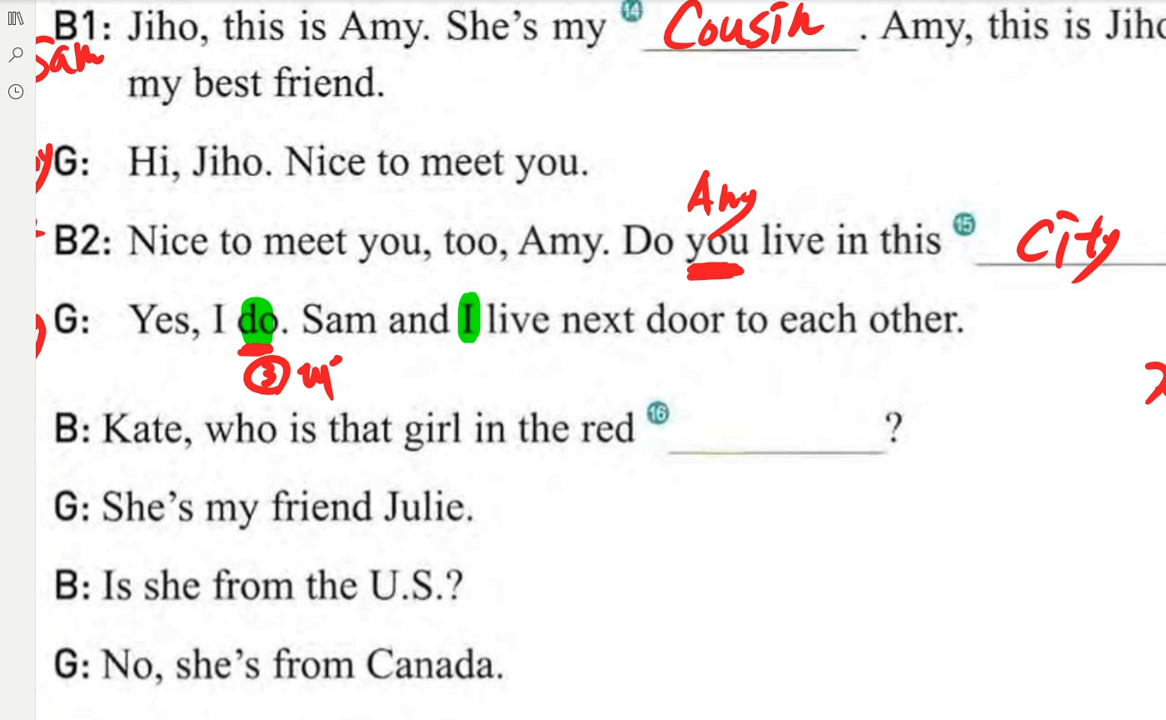 B1: Jiho, this is Amy. She's my ⑭ Cousin. Amy, this is Jiho
Sam
my best friend.
G: Hi, Jiho. Nice to meet you.
Amy
B2: Nice to meet you, too, Amy. Do you live in this ⑮ City
G: Yes, I do. Sam and I live next door to each other.
③
B: Kate, who is that girl in the red ⑯ ________?
G: She's my friend Julie.
B: Is she from the U.S.?
G: No, she's from Canada.